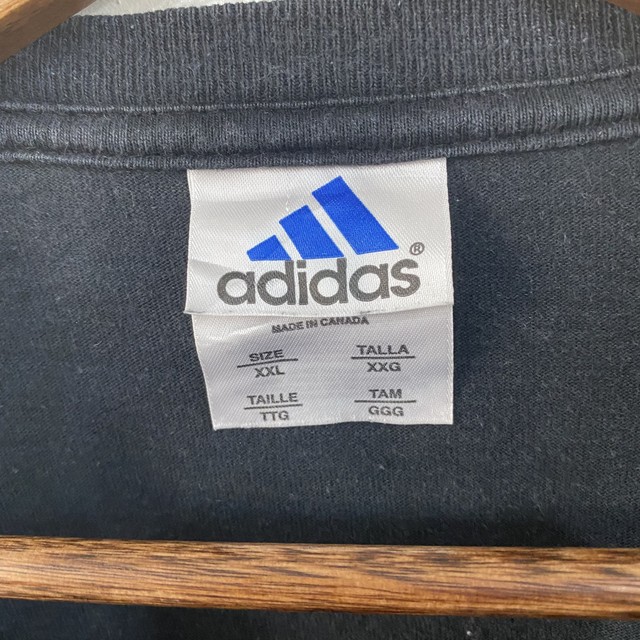 adidas®
MADE IN CANADA
SIZE TALLA
XXL XXG
TAILLE TAM
TTG GGG